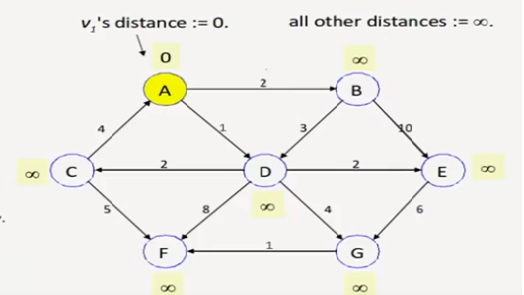 v₁'s distance := 0. all other distances := ∞.
0 ∞
A 2 B
4 1 3 10
∞ C 2 D 2 E ∞
5 8 ∞ 4 6
F 1 G
∞ ∞